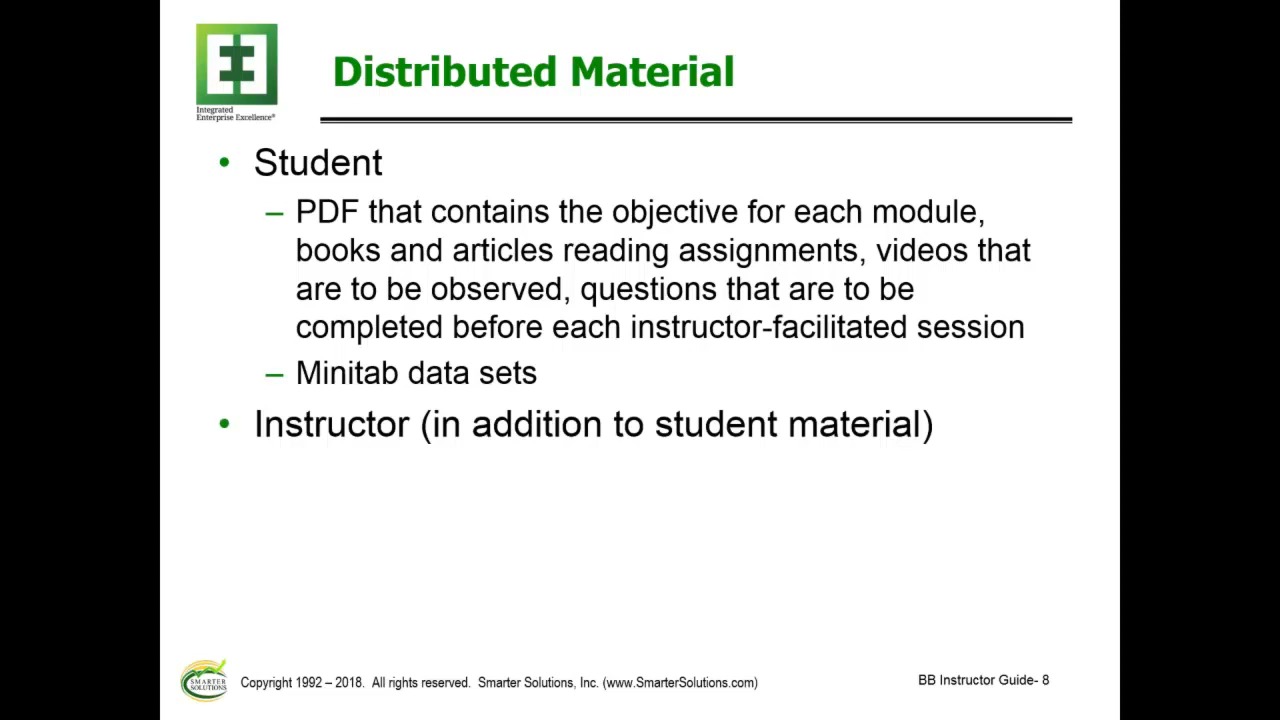 Integrated
Enterprise Excellence®
Distributed Material
• Student
– PDF that contains the objective for each module,
books and articles reading assignments, videos that
are to be observed, questions that are to be
completed before each instructor-facilitated session
– Minitab data sets
• Instructor (in addition to student material)
SMARTER
SOLUTIONS
Copyright 1992 – 2018. All rights reserved. Smarter Solutions, Inc. (www.SmarterSolutions.com)
BB Instructor Guide- 8